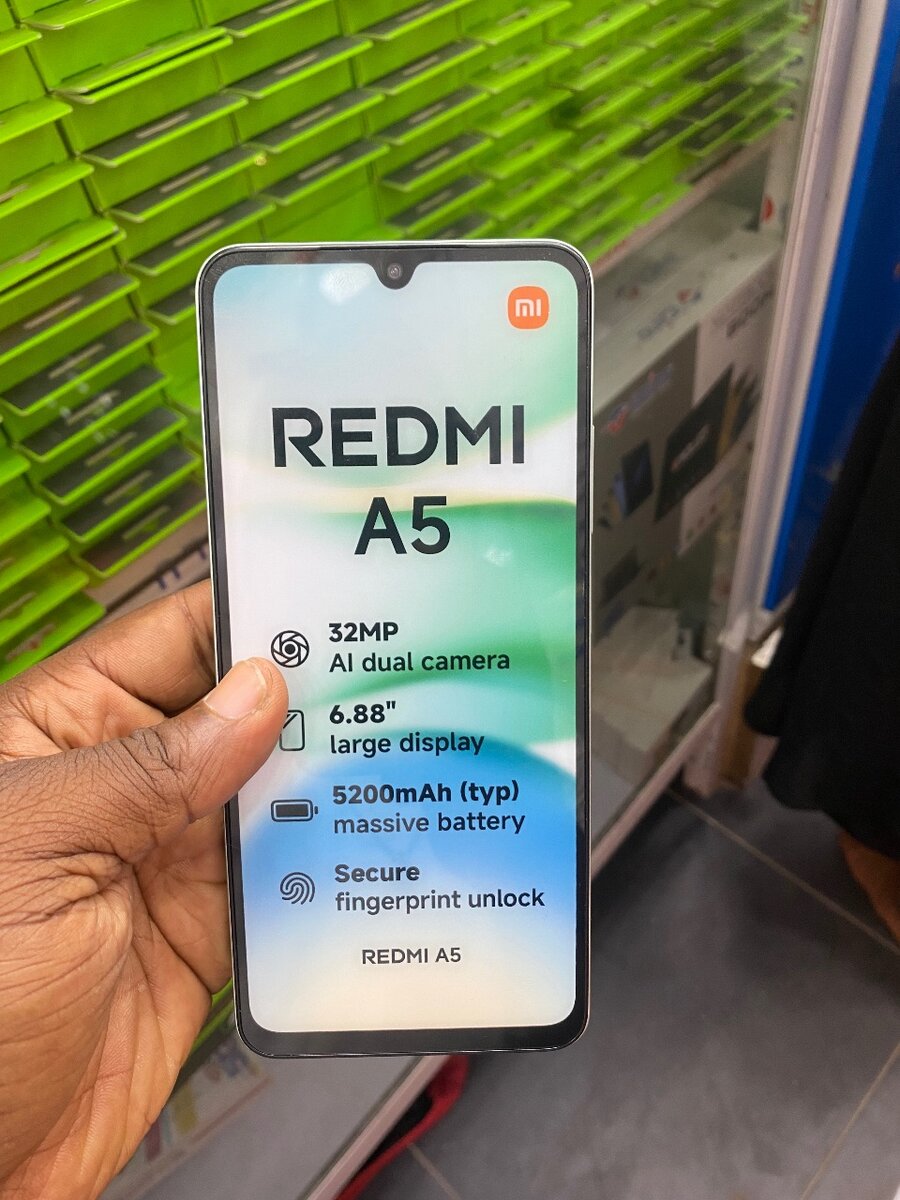 mi
REDMI
A5
32MP
AI dual camera
6.88"
large display
5200mAh (typ)
massive battery
Secure
fingerprint unlock
REDMI A5